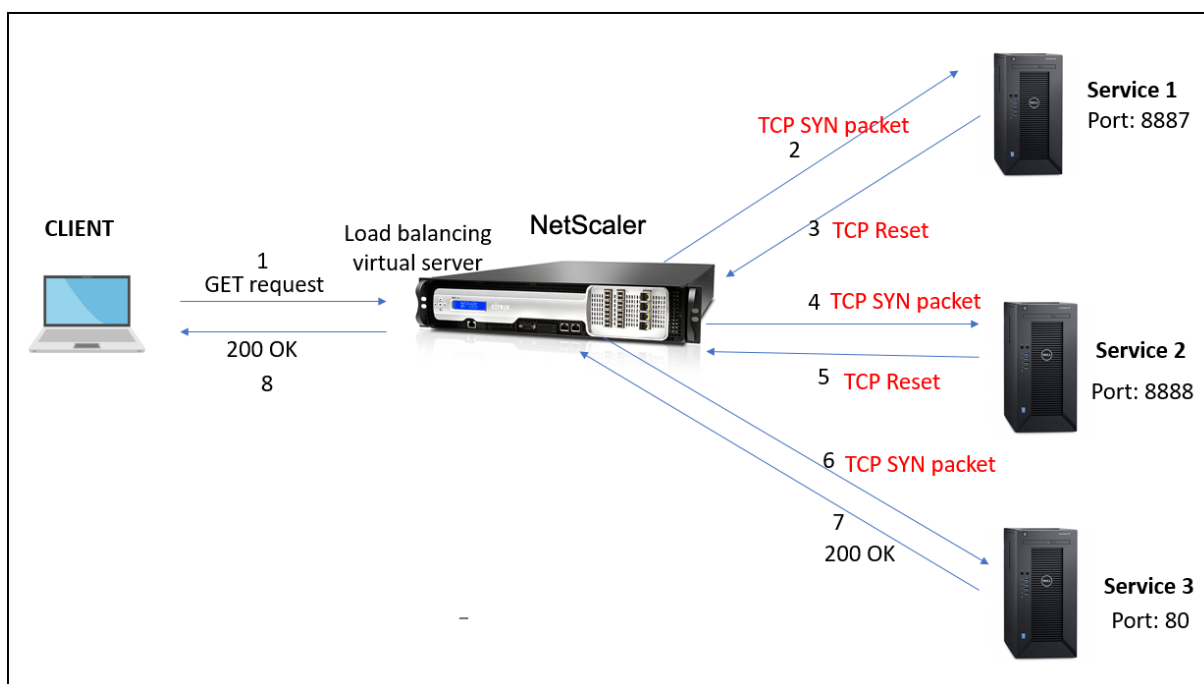 Service 1
Port: 8887
TCP SYN packet
2
CLIENT
NetScaler
Load balancing
virtual server
3 TCP Reset
1
GET request
4 TCP SYN packet
200 OK
8
5 TCP Reset
Service 2
Port: 8888
6 TCP SYN packet
7
200 OK
Service 3
Port: 80
–